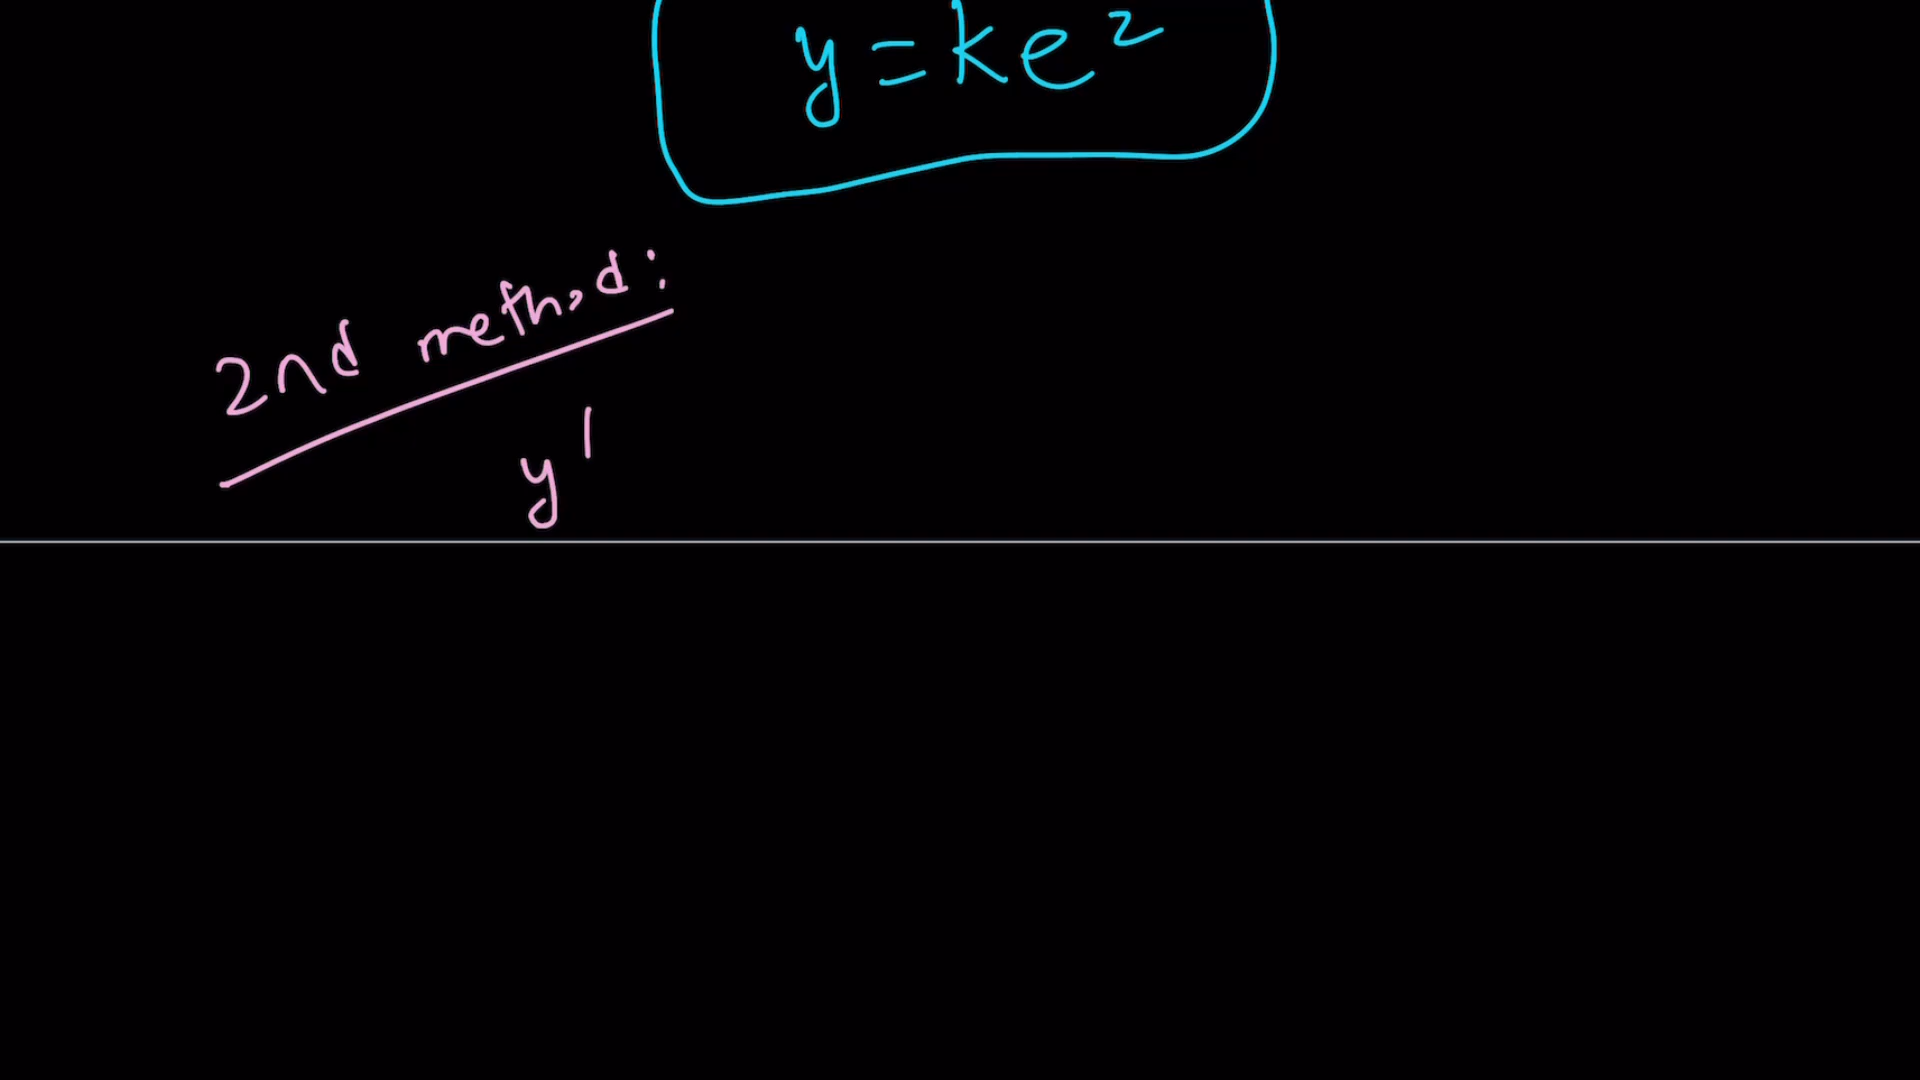 y = ke²
2nd method:
y'